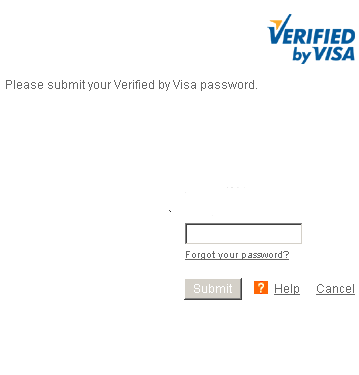 VERIFIED
by VISA
Please submit your Verified by Visa password.
Forgot your password?
Submit ? Help Cancel